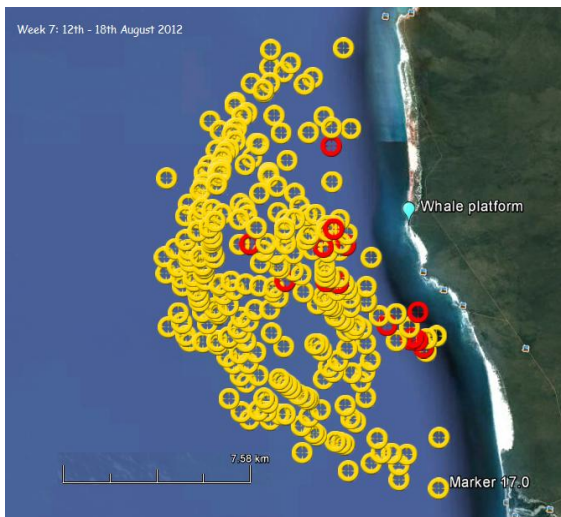 Week 7: 12th - 18th August 2012
Whale platform
7.58 km
Marker 17.0